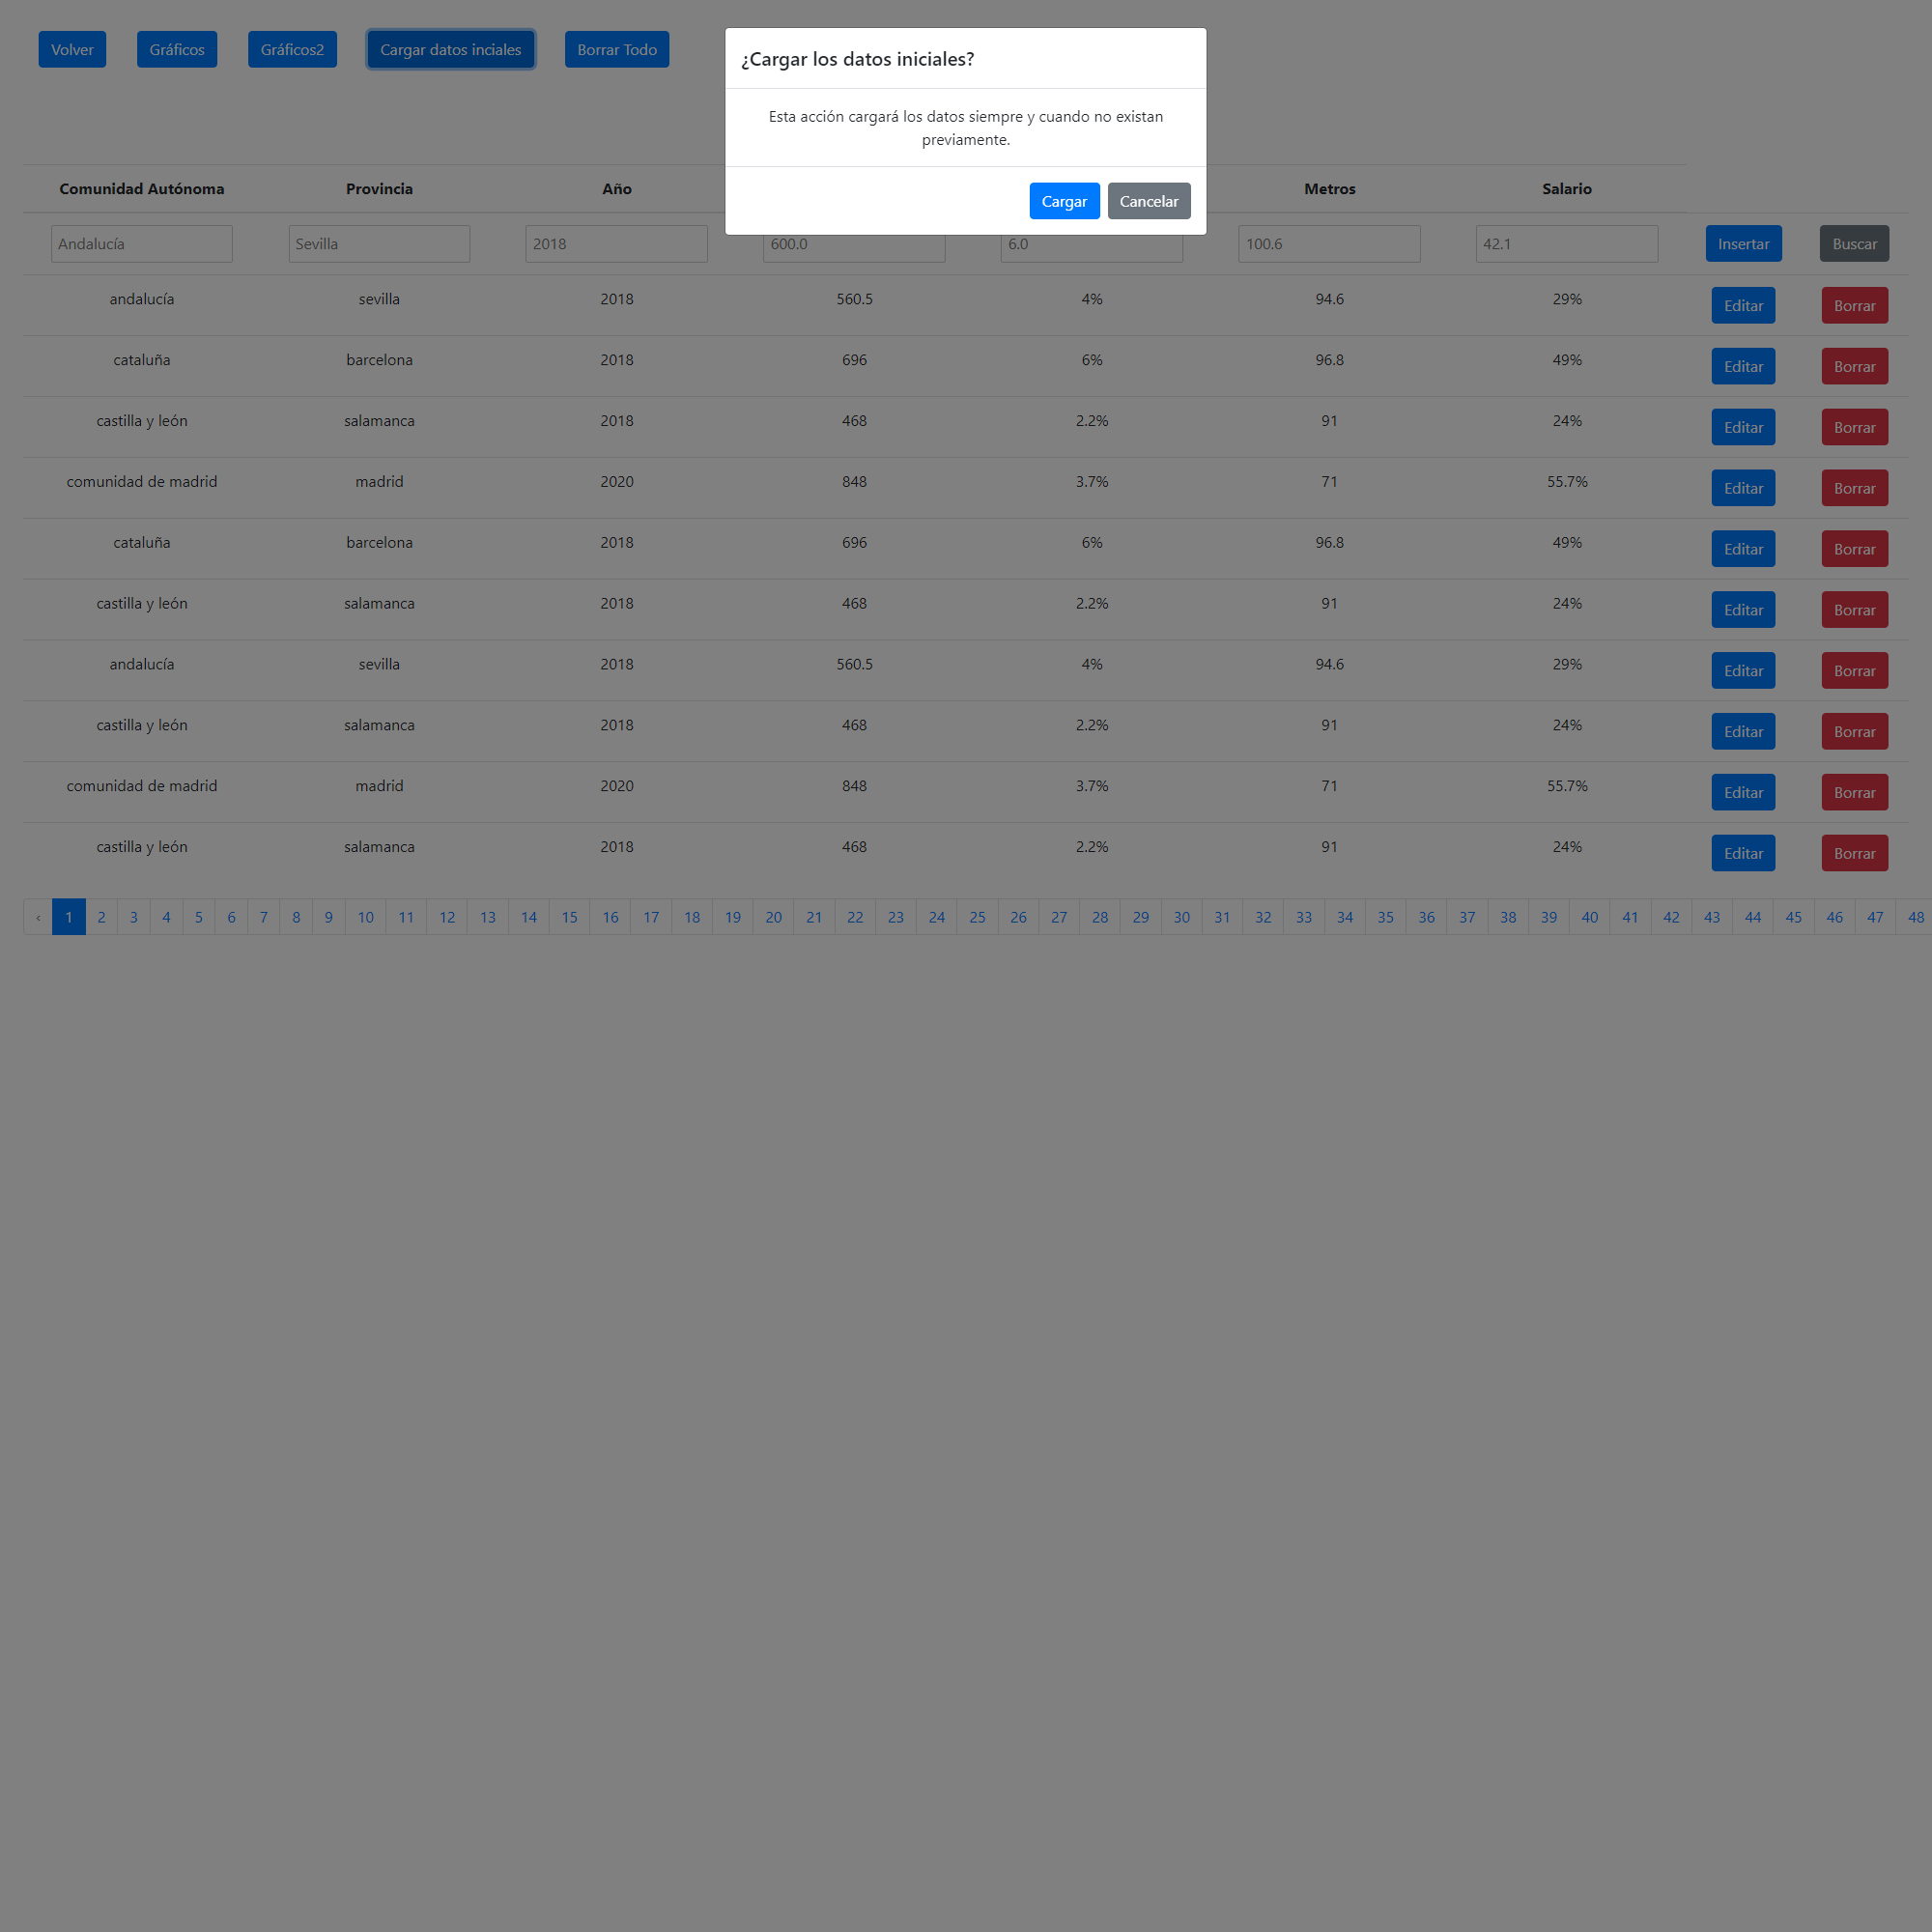 Volver Gráficos Gráficos2 Cargar datos inciales Borrar Todo
¿Cargar los datos iniciales?
Esta acción cargará los datos siempre y cuando no existan
previamente.
Cargar Cancelar
Comunidad Autónoma Provincia Año Metros Salario
Andalucía Sevilla 2018 600.0 6.0 100.6 42.1 Insertar Buscar
andalucía sevilla 2018 560.5 4% 94.6 29% Editar Borrar
cataluña barcelona 2018 696 6% 96.8 49% Editar Borrar
castilla y león salamanca 2018 468 2.2% 91 24% Editar Borrar
comunidad de madrid madrid 2020 848 3.7% 71 55.7% Editar Borrar
cataluña barcelona 2018 696 6% 96.8 49% Editar Borrar
castilla y león salamanca 2018 468 2.2% 91 24% Editar Borrar
andalucía sevilla 2018 560.5 4% 94.6 29% Editar Borrar
castilla y león salamanca 2018 468 2.2% 91 24% Editar Borrar
comunidad de madrid madrid 2020 848 3.7% 71 55.7% Editar Borrar
castilla y león salamanca 2018 468 2.2% 91 24% Editar Borrar
‹ 1 2 3 4 5 6 7 8 9 10 11 12 13 14 15 16 17 18 19 20 21 22 23 24 25 26 27 28 29 30 31 32 33 34 35 36 37 38 39 40 41 42 43 44 45 46 47 48